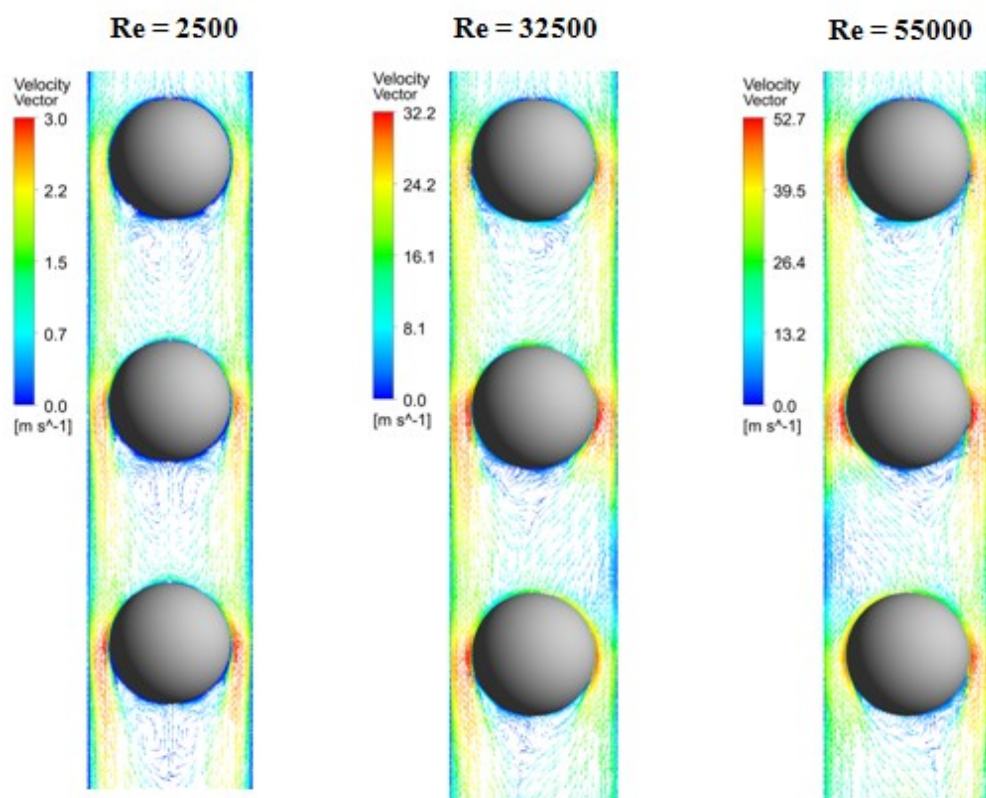 Re = 2500
Re = 32500
Re = 55000
Velocity
Vector
3.0
2.2
1.5
0.7
0.0
[m s^-1]
Velocity
Vector
32.2
24.2
16.1
8.1
0.0
[m s^-1]
Velocity
Vector
52.7
39.5
26.4
13.2
0.0
[m s^-1]